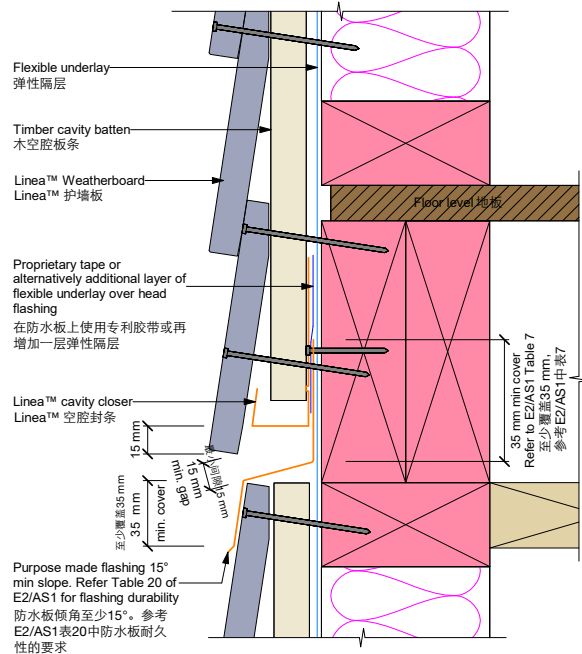 Flexible underlay
弹性隔层
Timber cavity batten
木空腔板条
Linea™ Weatherboard
Linea™ 护墙板
Floor level 地板
Proprietary tape or
alternatively additional layer of
flexible underlay over head
flashing
在防水板上使用专利胶带或再
增加一层弹性隔层
35 mm min cover
Refer to E2/AS1 Table 7
至少覆盖35 mm,
参考E2/AS1中表7
Linea™ cavity closer
Linea™ 空腔封条
15 mm
最小间隙15 mm
15 mm
min. gap
至少覆盖35 mm
35 mm
min. cover
Purpose made flashing 15°
min slope. Refer Table 20 of
E2/AS1 for flashing durability
防水板倾角至少15°。参考
E2/AS1表20中防水板耐久
性的要求